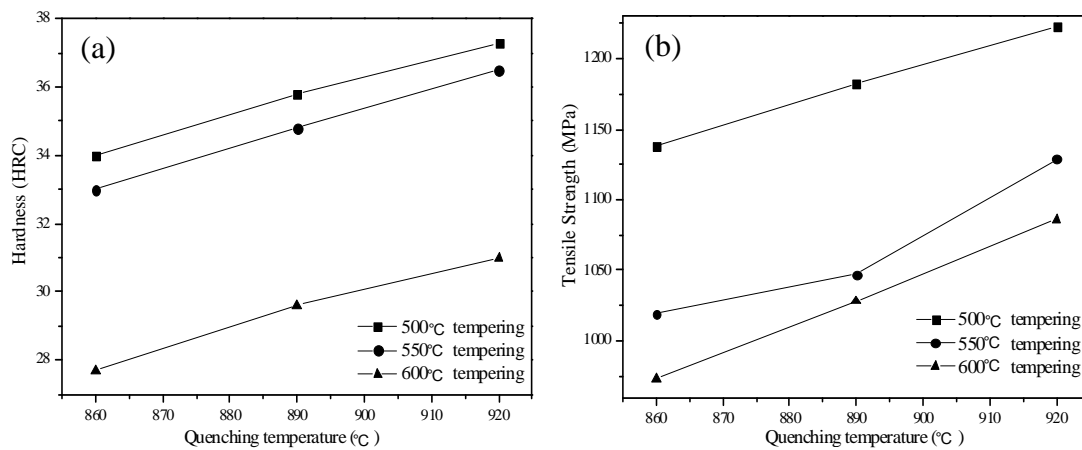 (a)
38
36
34
33
31
30
28
Hardness (HRC)
860 870 880 890 900 910 920
Quenching temperature (℃)
500℃ tempering
550℃ tempering
600℃ tempering
(b)
1200
1150
1100
1050
1000
Tensile Strength (MPa)
860 870 880 890 900 910 920
Quenching temperature (℃)
500℃ tempering
550℃ tempering
600℃ tempering